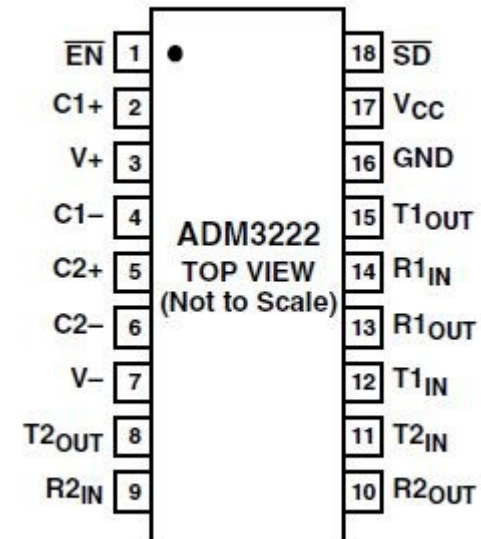 E̅N̅ 1
C1+ 2
V+ 3
C1– 4
C2+ 5
C2– 6
V– 7
T2OUT 8
R2IN 9
ADM3222
TOP VIEW
(Not to Scale)
18 S̅D̅
17 VCC
16 GND
15 T1OUT
14 R1IN
13 R1OUT
12 T1IN
11 T2IN
10 R2OUT